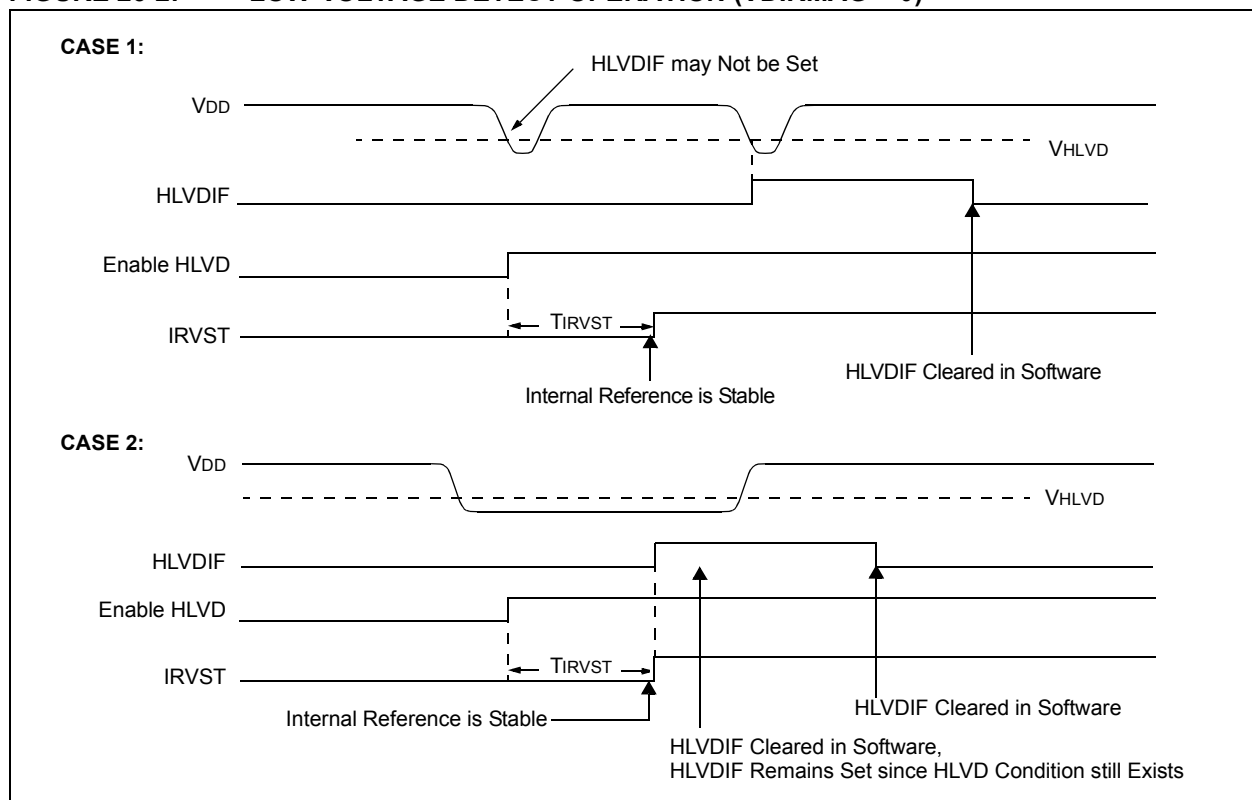 CASE 1:
HLVDIF may Not be Set
VDD
VHLVD
HLVDIF
Enable HLVD
TIRVST
IRVST
HLVDIF Cleared in Software
Internal Reference is Stable
CASE 2:
VDD
VHLVD
HLVDIF
Enable HLVD
TIRVST
IRVST
Internal Reference is Stable
HLVDIF Cleared in Software
HLVDIF Cleared in Software,
HLVDIF Remains Set since HLVD Condition still Exists